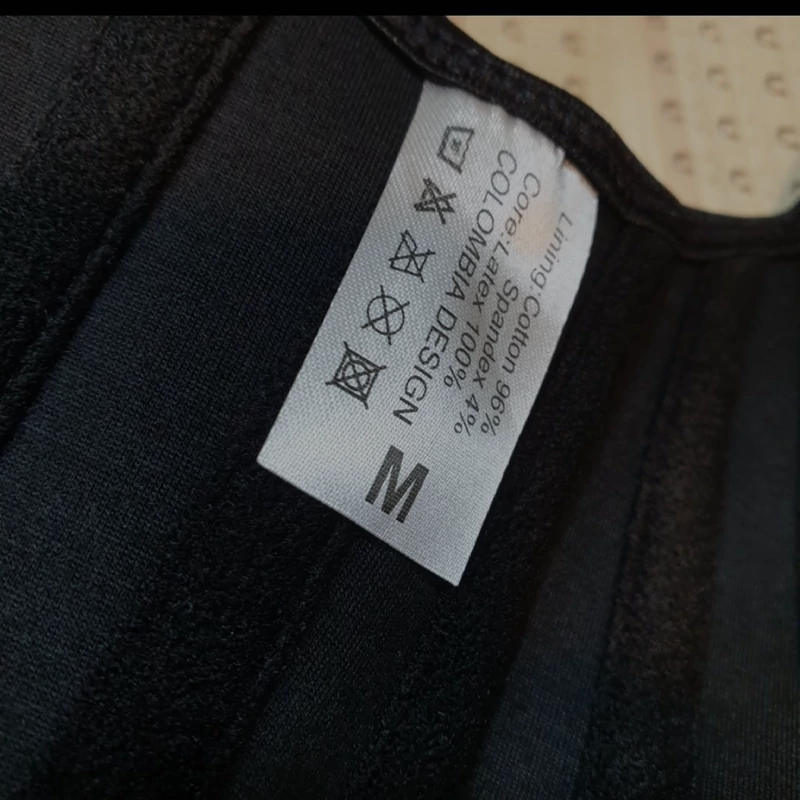 Lining:Cotton 96%
Spandex 4%
Core:Latex 100%
COLOMBIA DESIGN
M